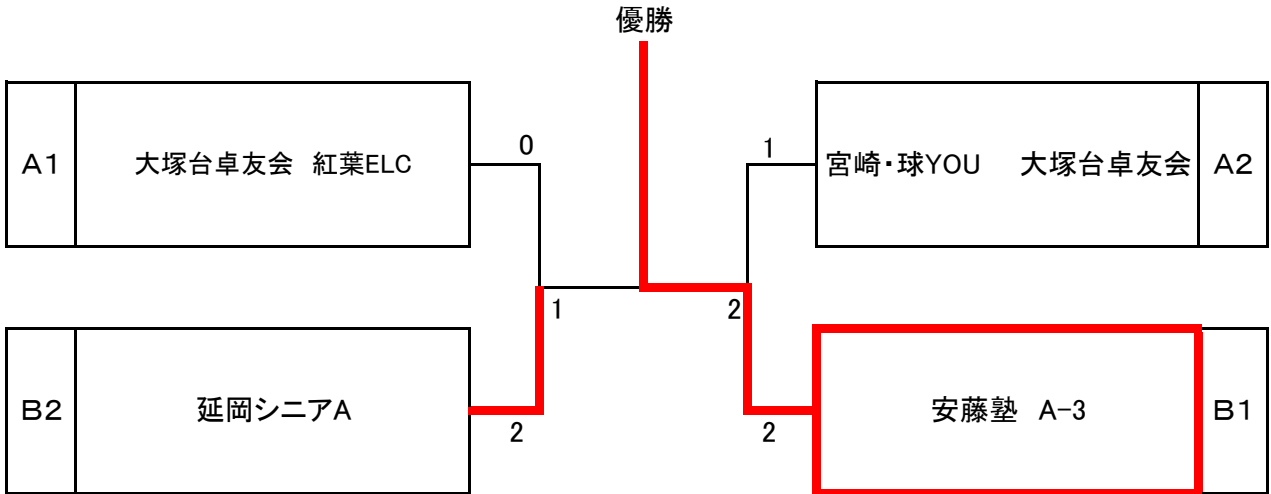 優勝
A1
大塚台卓友会 紅葉ELC
0
1
宮崎・球YOU 大塚台卓友会
A2
1
2
B2
延岡シニアA
2
2
安藤塾 A-3
B1